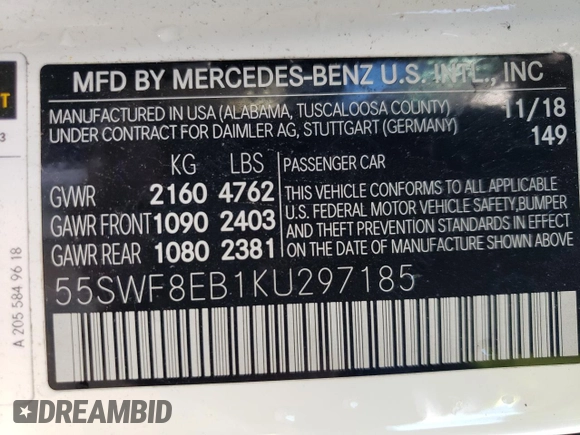 MFD BY MERCEDES-BENZ U.S. INTL., INC
MANUFACTURED IN USA (ALABAMA, TUSCALOOSA COUNTY) 11/18
UNDER CONTRACT FOR DAIMLER AG, STUTTGART (GERMANY) 149
KG LBS
GVWR 2160 4762
GAWR FRONT 1090 2403
GAWR REAR 1080 2381
PASSENGER CAR
THIS VEHICLE CONFORMS TO ALL APPLICABLE
U.S. FEDERAL MOTOR VEHICLE SAFETY,BUMPER
AND THEFT PREVENTION STANDARDS IN EFFECT
ON THE DATE OF MANUFACTURE SHOWN ABOVE.
55SWF8EB1KU297185
A 205 584 96 18
DREAMBID